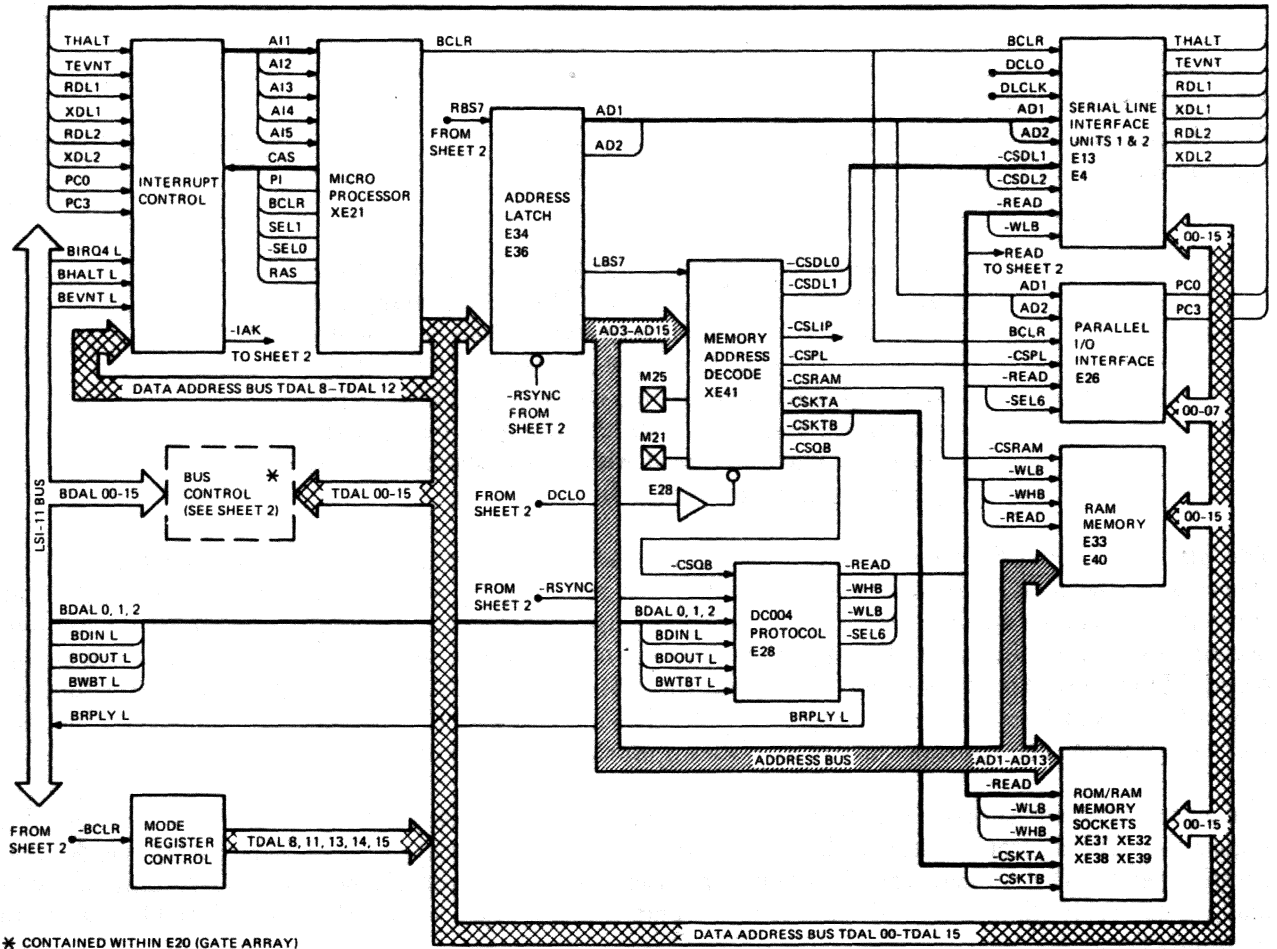 THALT
TEVNT
RDL1
XDL1
RDL2
XDL2
PC0
PC3
BIRQ4 L
BHALT L
BEVNT L
INTERRUPT
CONTROL
-IAK
TO SHEET 2
AI1
AI2
AI3
AI4
AI5
CAS
PI
BCLR
SEL1
-SEL0
RAS
MICRO
PROCESSOR
XE21
BCLR
RBS7
FROM
SHEET 2
ADDRESS
LATCH
E34
E36
AD1
AD2
LBS7
AD3-AD15
-RSYNC
FROM
SHEET 2
DATA ADDRESS BUS TDAL 8-TDAL 12
MEMORY
ADDRESS
DECODE
XE41
M25
M21
-CSDL0
-CSDL1
-CSLIP
-CSPL
-CSRAM
-CSKTA
-CSKTB
-CSQB
FROM
SHEET 2
DCLO
E28
BCLR
DCLO
DLCLK
AD1
AD2
-CSDL1
-CSDL2
-READ
-WLB
READ
TO SHEET 2
SERIAL LINE
INTERFACE
UNITS 1 & 2
E13
E4
THALT
TEVNT
RDL1
XDL1
RDL2
XDL2
00-15
AD1
AD2
BCLR
-CSPL
-READ
-SEL6
PARALLEL
I/O
INTERFACE
E26
PC0
PC3
00-07
-CSRAM
-WLB
-WHB
-READ
RAM
MEMORY
E33
E40
00-15
LSI-11 BUS
BDAL 00-15
BUS
CONTROL
(SEE SHEET 2)
*
TDAL 00-15
-CSQB
FROM
SHEET 2
-RSYNC
BDAL 0, 1, 2
BDIN L
BDOUT L
BWTBT L
DC004
PROTOCOL
E28
-READ
-WHB
-WLB
-SEL6
BRPLY L
BDAL 0, 1, 2
BDIN L
BDOUT L
BWBT L
BRPLY L
ADDRESS BUS
AD1-AD13
-READ
-WLB
-WHB
-CSKTA
-CSKTB
ROM/RAM
MEMORY
SOCKETS
XE31 XE32
XE38 XE39
00-15
FROM
SHEET 2
-BCLR
MODE
REGISTER
CONTROL
TDAL 8, 11, 13, 14, 15
DATA ADDRESS BUS TDAL 00-TDAL 15
* CONTAINED WITHIN E20 (GATE ARRAY)